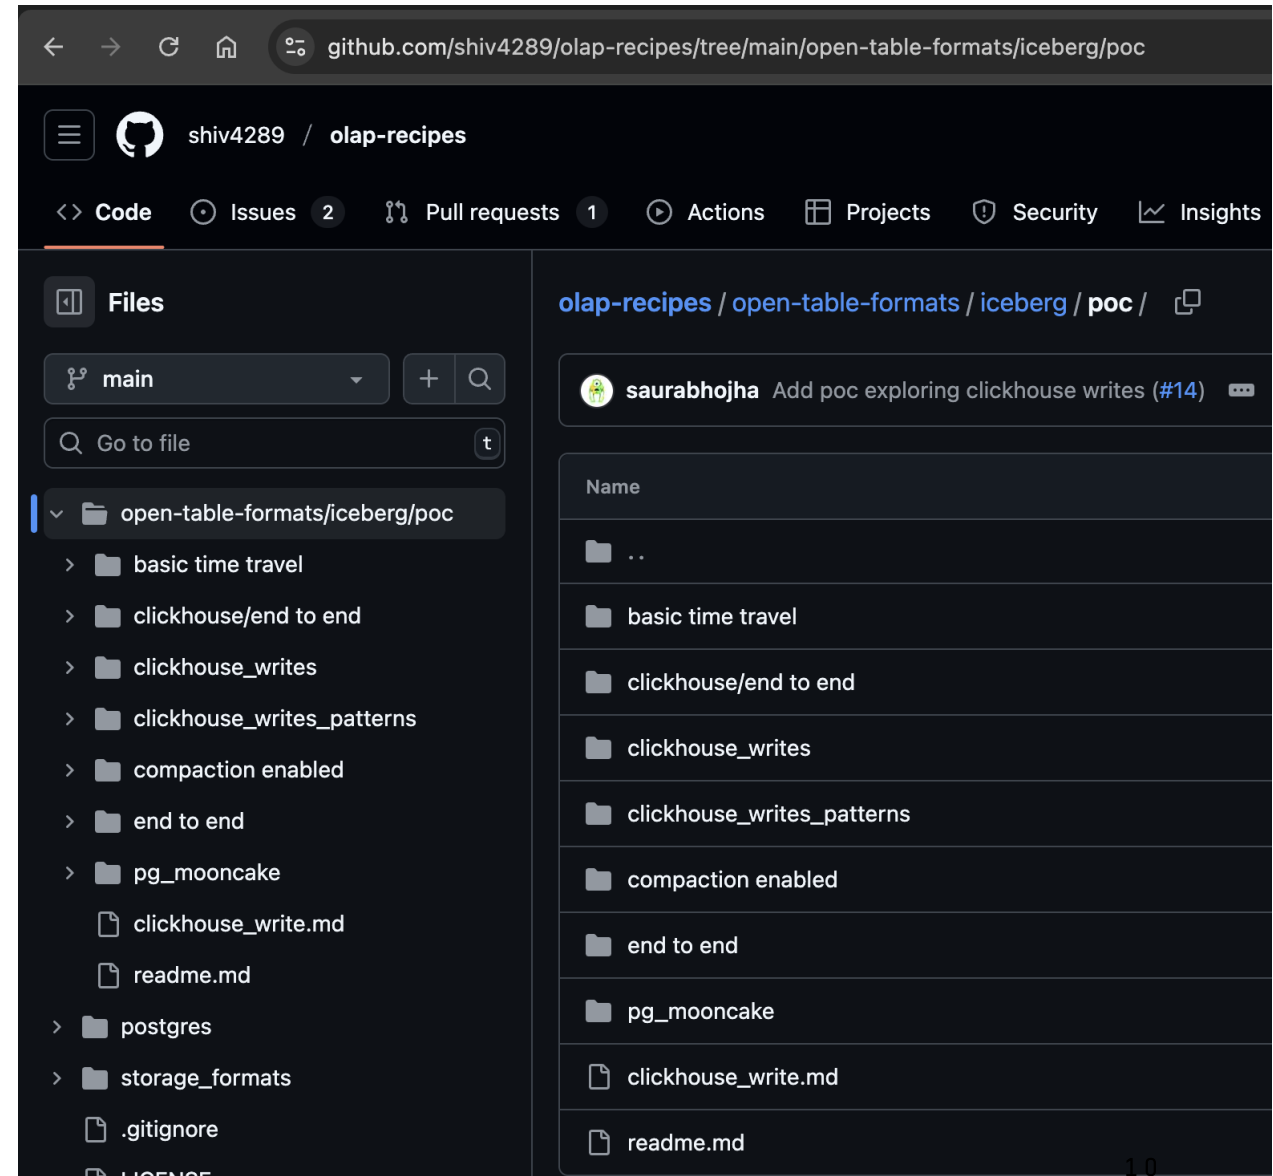 github.com/shiv4289/olap-recipes/tree/main/open-table-formats/iceberg/poc
shiv4289 / olap-recipes
Code Issues 2 Pull requests 1 Actions Projects Security Insights
Files
main
Go to file t
open-table-formats/iceberg/poc
basic time travel
clickhouse/end to end
clickhouse_writes
clickhouse_writes_patterns
compaction enabled
end to end
pg_mooncake
clickhouse_write.md
readme.md
postgres
storage_formats
.gitignore
LICENSE
olap-recipes / open-table-formats / iceberg / poc /
saurabhojha Add poc exploring clickhouse writes (#14)
Name
..
basic time travel
clickhouse/end to end
clickhouse_writes
clickhouse_writes_patterns
compaction enabled
end to end
pg_mooncake
clickhouse_write.md
readme.md
10